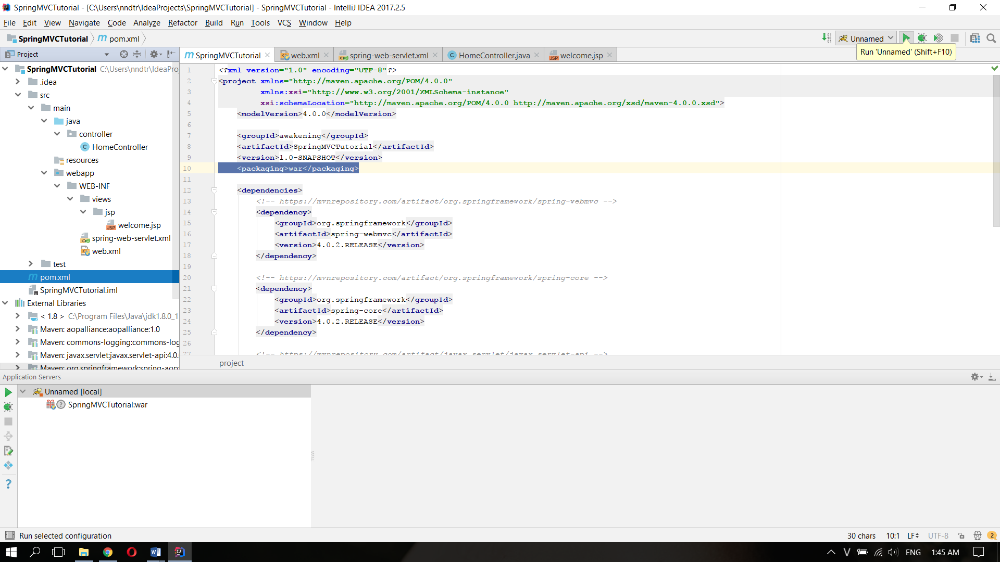 SpringMVCTutorial - [C:\Users\nndtr\IdeaProjects\SpringMVCTutorial] - SpringMVCTutorial - IntelliJ IDEA 2017.2.5
File Edit View Navigate Code Analyze Refactor Build Run Tools VCS Window Help
SpringMVCTutorial pom.xml
Unnamed
Run 'Unnamed' (Shift+F10)
Project
SpringMVCTutorial web.xml spring-web-servlet.xml HomeController.java welcome.jsp
SpringMVCTutorial C:\Users\nndtr\IdeaPro
.idea
src
main
java
controller
HomeController
resources
webapp
WEB-INF
views
jsp
welcome.jsp
spring-web-servlet.xml
web.xml
test
pom.xml
SpringMVCTutorial.iml
External Libraries
< 1.8 > C:\Program Files\Java\jdk1.8.0_1
Maven: aopalliance:aopalliance:1.0
Maven: commons-logging:commons-log
Maven: javax.servlet:javax.servlet-api:4.0.
Maven: org.springframework:spring-aop:
1 <?xml version="1.0" encoding="UTF-8"?>
2 <project xmlns="http://maven.apache.org/POM/4.0.0"
3 xmlns:xsi="http://www.w3.org/2001/XMLSchema-instance"
4 xsi:schemaLocation="http://maven.apache.org/POM/4.0.0 http://maven.apache.org/xsd/maven-4.0.0.xsd">
5 <modelVersion>4.0.0</modelVersion>
6
7 <groupId>awakening</groupId>
8 <artifactId>SpringMVCTutorial</artifactId>
9 <version>1.0-SNAPSHOT</version>
10 <packaging>war</packaging>
11
12 <dependencies>
13 <!-- https://mvnrepository.com/artifact/org.springframework/spring-webmvc -->
14 <dependency>
15 <groupId>org.springframework</groupId>
16 <artifactId>spring-webmvc</artifactId>
17 <version>4.0.2.RELEASE</version>
18 </dependency>
19
20 <!-- https://mvnrepository.com/artifact/org.springframework/spring-core -->
21 <dependency>
22 <groupId>org.springframework</groupId>
23 <artifactId>spring-core</artifactId>
24 <version>4.0.2.RELEASE</version>
25 </dependency>
26
27 <!-- https://mvnrepository.com/artifact/javax.servlet/javax.servlet-api -->
project
Application Servers
Unnamed [local]
SpringMVCTutorial:war
Run selected configuration
30 chars 10:1 LF UTF-8 2
ENG 1:45 AM